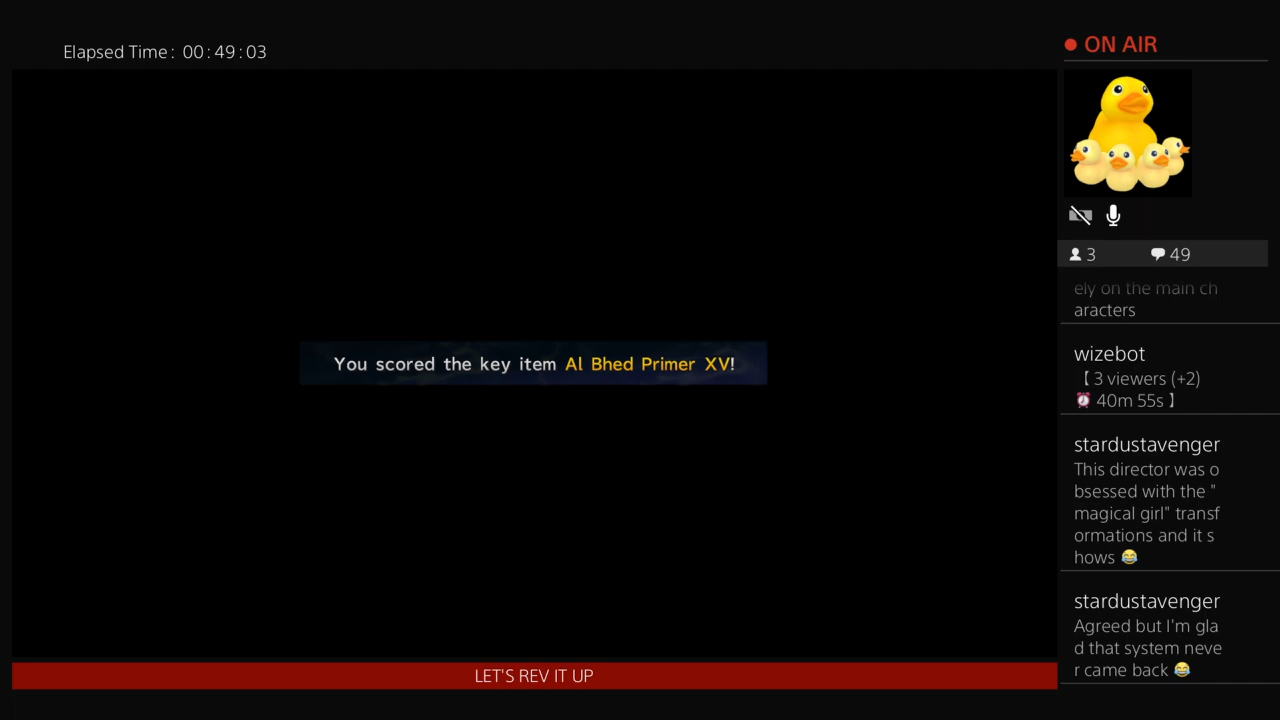 Elapsed Time: 00:49:03
ON AIR
3 49
ely on the main ch
aracters
wizebot
【3 viewers (+2)
⏰ 40m 55s】
stardustavenger
This director was o
bsessed with the "
magical girl" transf
ormations and it s
hows 😂
stardustavenger
Agreed but I'm gla
d that system neve
r came back 😂
You scored the key item Al Bhed Primer XV!
LET'S REV IT UP